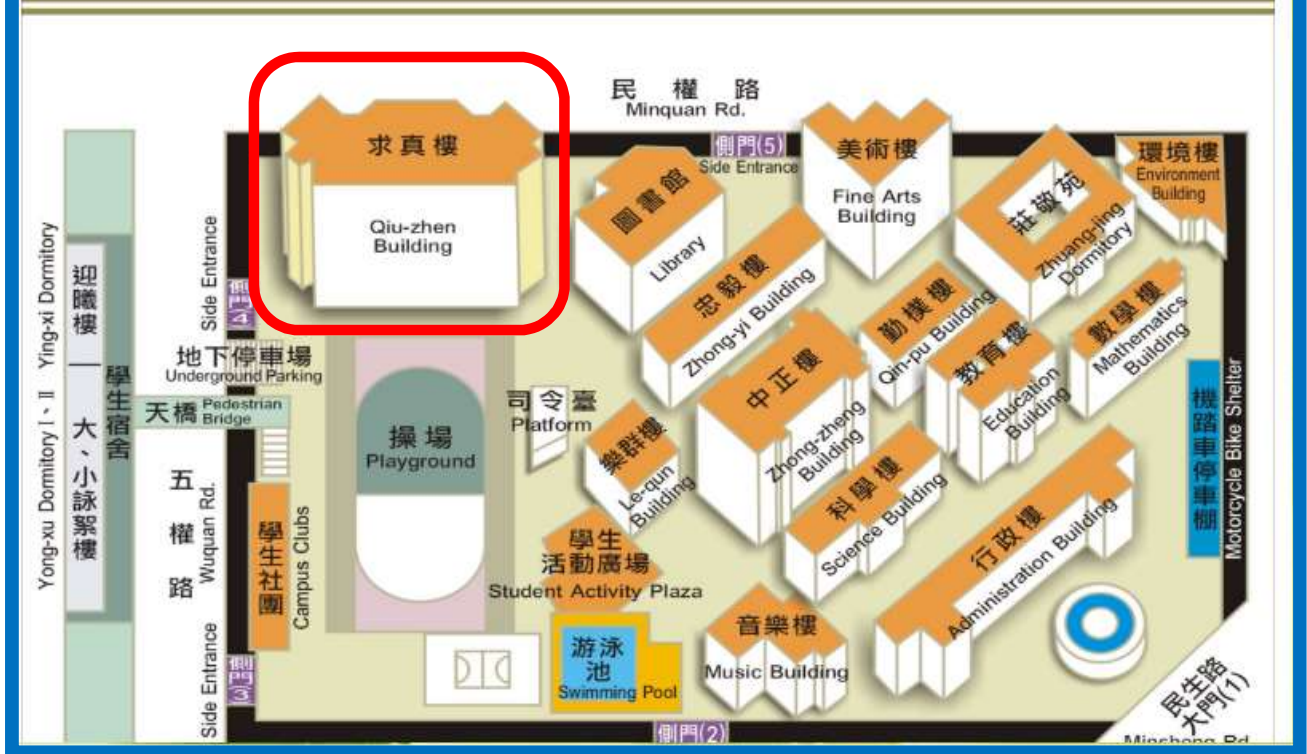 民權路
Minquan Rd.
求真樓
Qiu-zhen
Building
側門(5)
Side Entrance
美術樓
Fine Arts
Building
環境樓
Environment
Building
圖書館
Library
莊敬苑
Zhuang-jing
Dormitory
忠毅樓
Zhong-yi Building
勤樸樓
Qin-pu Building
數學樓
Mathematics
Building
教育樓
Education
Building
中正樓
Zhong-zheng
Building
Side Entrance
側門4
地下停車場
Underground Parking
天橋
Pedestrian
Bridge
迎曦樓
Ying-xi Dormitory
大、小詠絮樓
Yong-xu Dormitory I、II
學生宿舍
五權路
Wuquan Rd.
操場
Playground
司令臺
Platform
樂群樓
Le-qun
Building
科學樓
Science Building
行政樓
Administration Building
機踏車停車棚
Motorcycle Bike Shelter
學生社團
Campus Clubs
學生
活動廣場
Student Activity Plaza
音樂樓
Music Building
游泳
池
Swimming Pool
Side Entrance
側門3
側門(2)
民生路
大門(1)
Minsheng Rd.